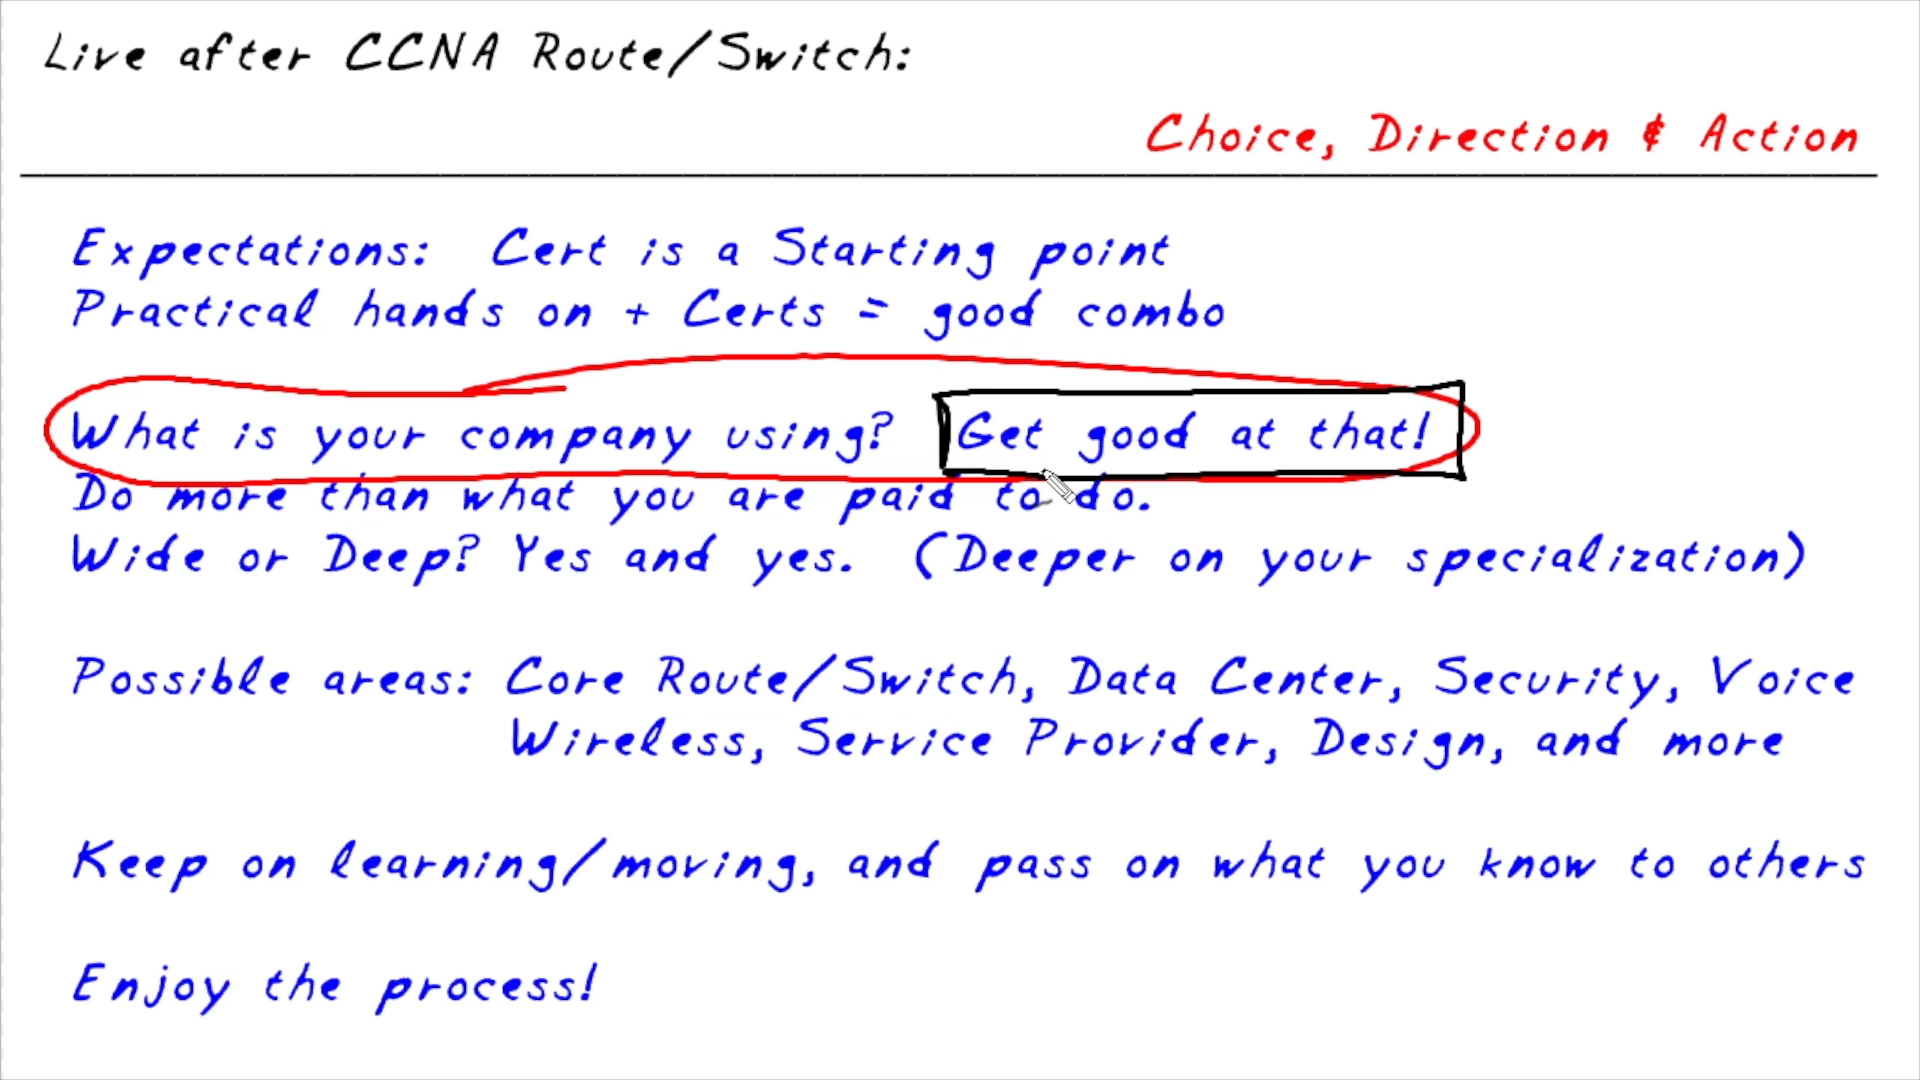 Live after CCNA Route/Switch:
Choice, Direction & Action
Expectations: Cert is a Starting point
Practical hands on + Certs = good combo
What is your company using? Get good at that!
Do more than what you are paid to do.
Wide or Deep? Yes and yes. (Deeper on your specialization)
Possible areas: Core Route/Switch, Data Center, Security, Voice
Wireless, Service Provider, Design, and more
Keep on learning/moving, and pass on what you know to others
Enjoy the process!